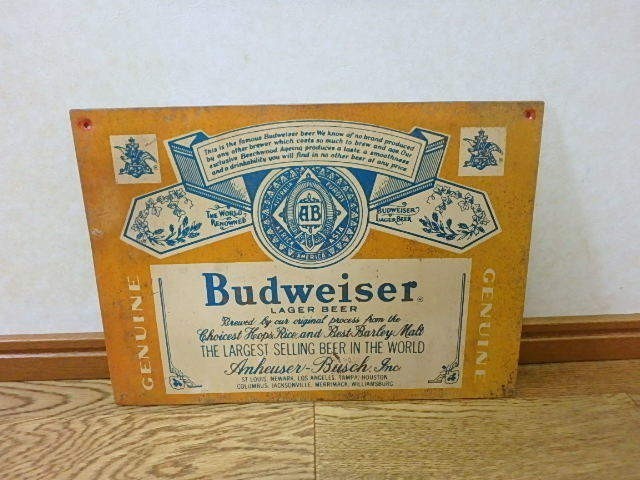 This is the famous Budweiser beer We know of no brand produced
by any other brewer which costs so much to brew and age Our
exclusive Beechwood Ageing produces a taste a smoothness
and a drinkability you will find in no other beer at any price
THE WORLD
RENOWNED
BUDWEISER
LAGER BEER
EUROPE
AB
AFRICA
ASIA
AMERICA
GENUINE
GENUINE
Budweiser
LAGER BEER
Brewed by our original process from the
Choicest Hops, Rice and Best Barley Malt
THE LARGEST SELLING BEER IN THE WORLD
Anheuser-Busch, Inc.
ST. LOUIS, NEWARK, LOS ANGELES, TAMPA, HOUSTON
COLUMBUS, JACKSONVILLE, MERRIMACK, WILLIAMSBURG